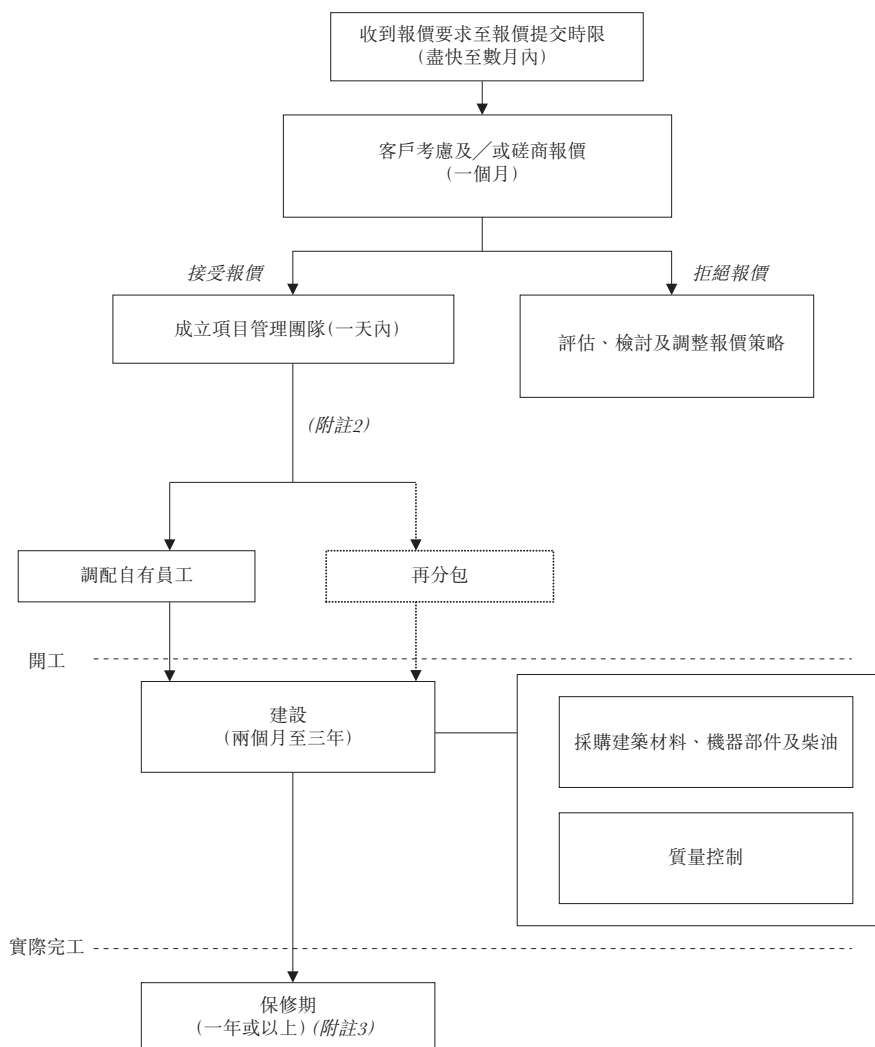 收到報價要求至報價提交時限
(盡快至數月內)
客戶考慮及／或磋商報價
(一個月)
接受報價
拒絕報價
成立項目管理團隊(一天內)
評估、檢討及調整報價策略
(附註2)
調配自有員工
再分包
開工
建設
(兩個月至三年)
採購建築材料、機器部件及柴油
質量控制
實際完工
保修期
(一年或以上)(附註3)